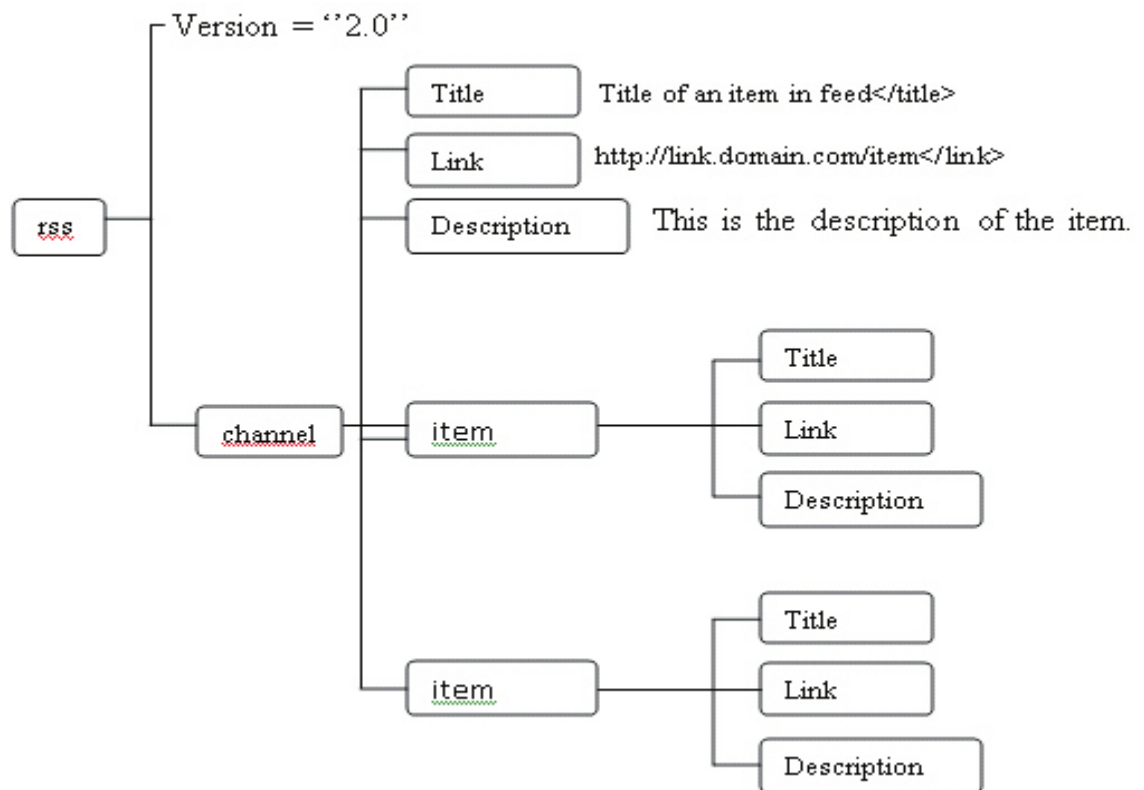 Version = ‘‘2.0’’
Title
Title of an item in feed</title>
Link
http://link.domain.com/item</link>
Description
This is the description of the item.
rss
channel
item
Title
Link
Description
item
Title
Link
Description